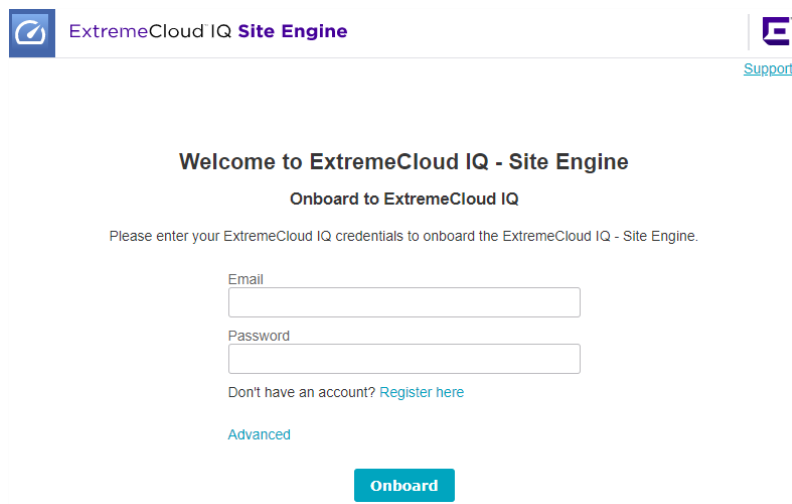 ExtremeCloud™ IQ Site Engine
Support
Welcome to ExtremeCloud IQ - Site Engine
Onboard to ExtremeCloud IQ
Please enter your ExtremeCloud IQ credentials to onboard the ExtremeCloud IQ - Site Engine.
Email
Password
Don't have an account? Register here
Advanced
Onboard